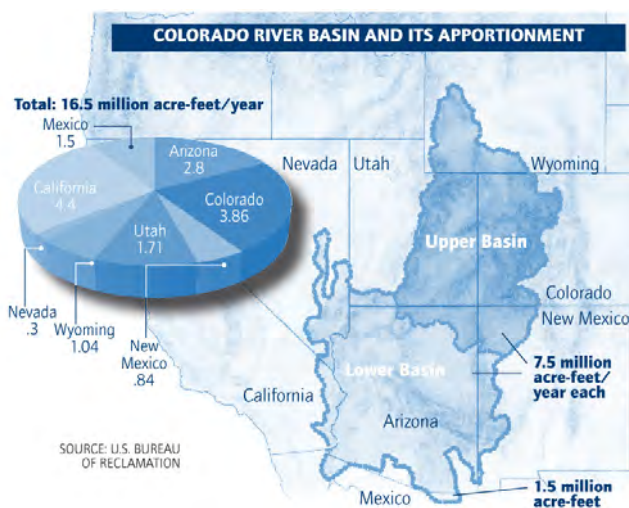 COLORADO RIVER BASIN AND ITS APPORTIONMENT
Total: 16.5 million acre-feet/year
Mexico
1.5
Arizona
2.8
California
4.4
Colorado
3.86
Utah
1.71
Nevada
.3
Wyoming
1.04
New
Mexico
.84
Nevada
Utah
Wyoming
Upper Basin
Colorado
New Mexico
7.5 million
acre-feet/
year each
Lower Basin
California
Arizona
SOURCE: U.S. BUREAU
OF RECLAMATION
Mexico
1.5 million
acre-feet